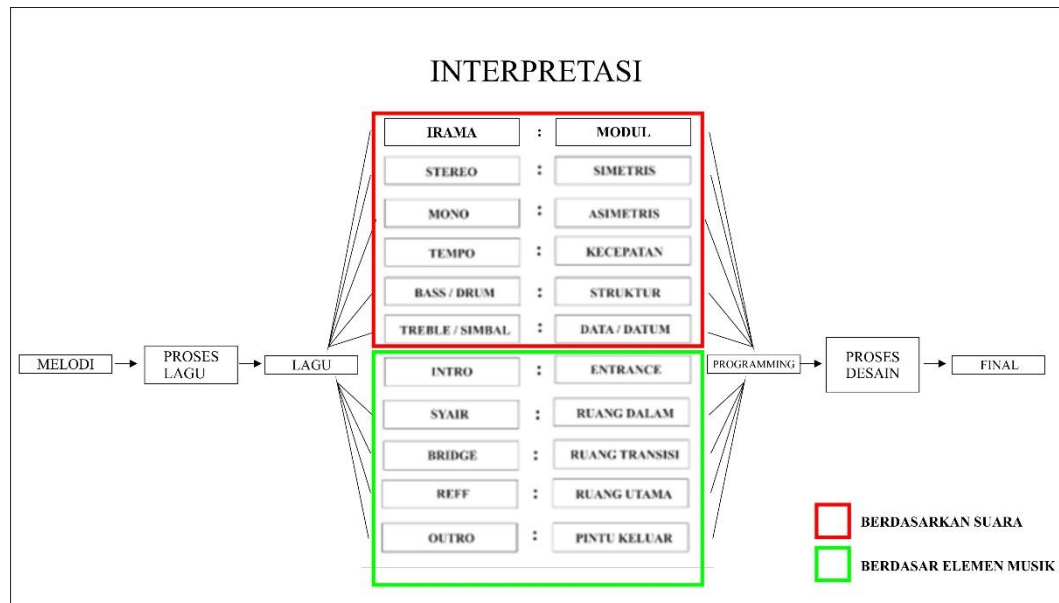 INTERPRETASI
IRAMA : MODUL
STEREO : SIMETRIS
MONO : ASIMETRIS
TEMPO : KECEPATAN
BASS / DRUM : STRUKTUR
TREBLE / SIMBAL : DATA / DATUM
MELODI
PROSES
LAGU
LAGU
INTRO : ENTRANCE
SYAIR : RUANG DALAM
BRIDGE : RUANG TRANSISI
REFF : RUANG UTAMA
OUTRO : PINTU KELUAR
PROGRAMMING
PROSES
DESAIN
FINAL
BERDASARKAN SUARA
BERDASAR ELEMEN MUSIK